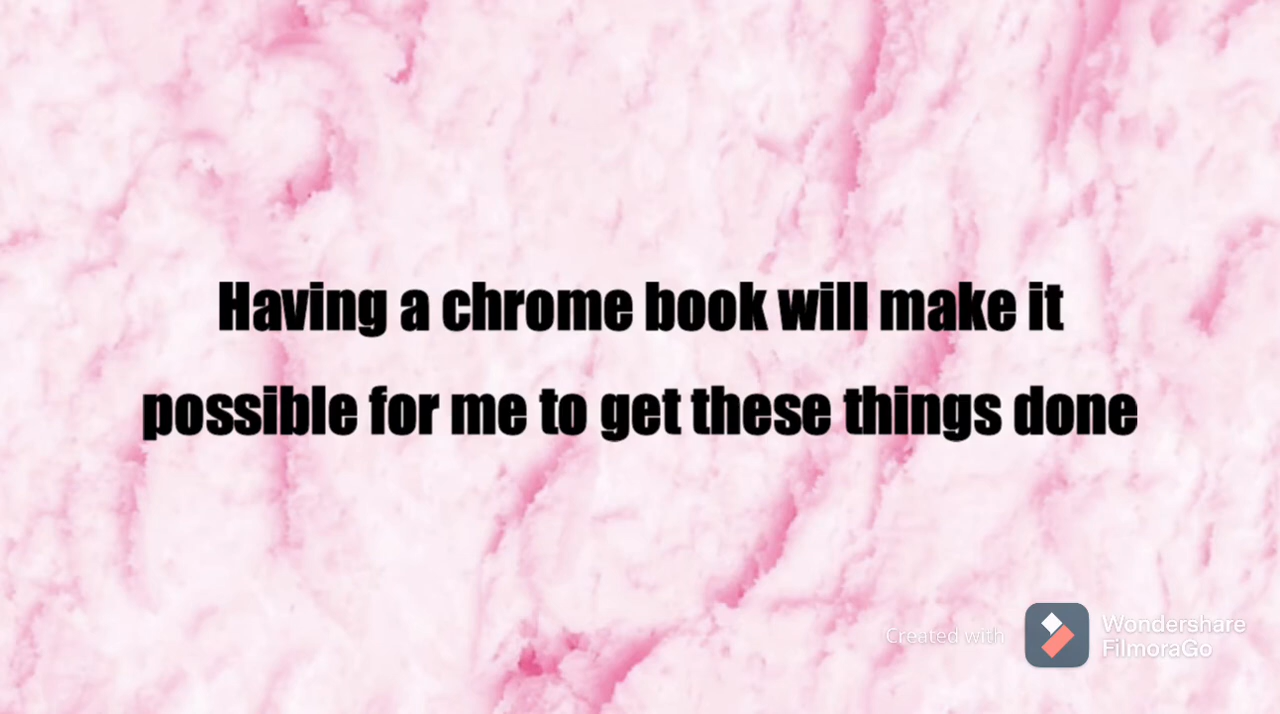 Having a chrome book will make it
possible for me to get these things done
Created with
Wondershare
FilmoraGo